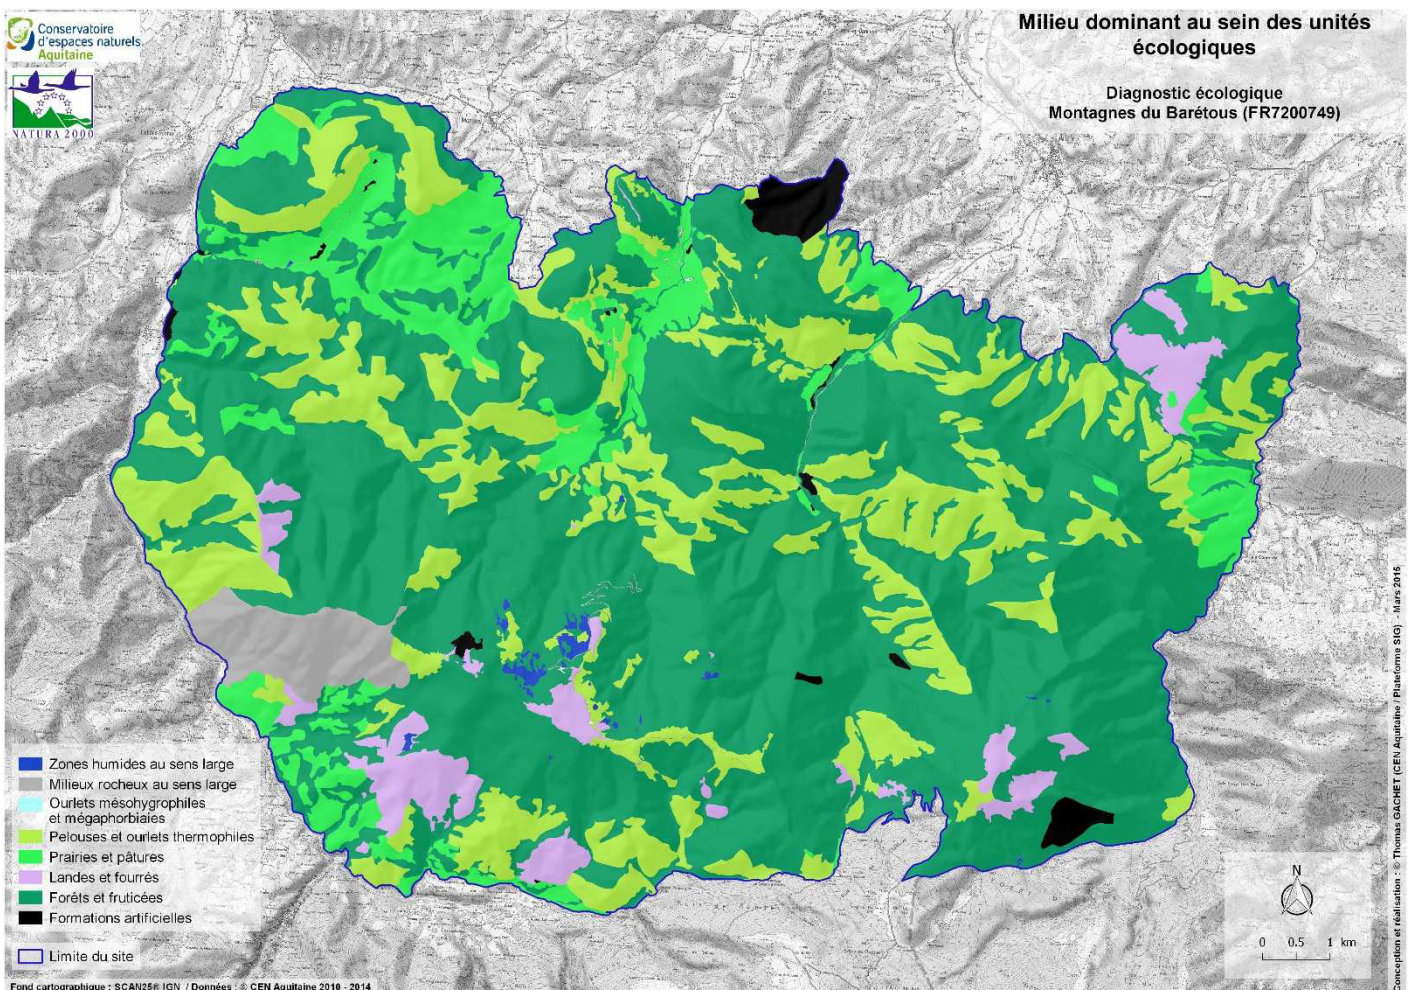 Conservatoire
d'espaces naturels
Aquitaine
NATURA 2000
Milieu dominant au sein des unités
écologiques
Diagnostic écologique
Montagnes du Barétous (FR7200749)
Zones humides au sens large
Milieux rocheux au sens large
Ourlets mésohygrophiles
et mégaphorbiaies
Pelouses et ourlets thermophiles
Prairies et pâtures
Landes et fourrés
Forêts et fruticées
Formations artificielles
Limite du site
N
0 0.5 1 km
Fond cartographique : SCAN25® IGN / Données : © CEN Aquitaine 2010 - 2014
Conception et réalisation : © Thomas GACHET (CEN Aquitaine / Plateforme SIG) - Mars 2015